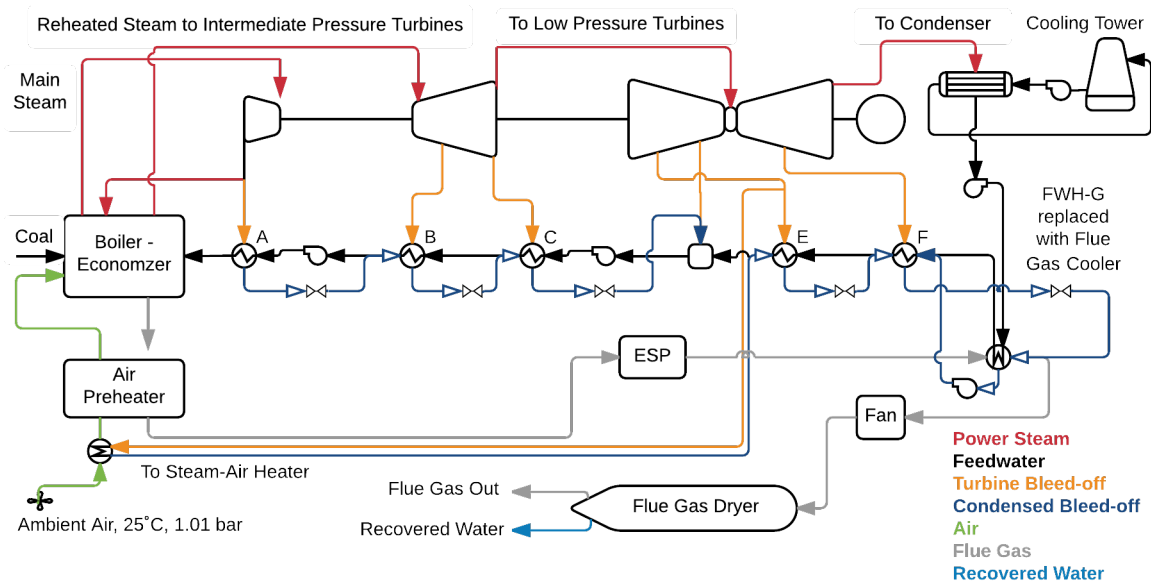 Reheated Steam to Intermediate Pressure Turbines
To Low Pressure Turbines
To Condenser
Cooling Tower
Main
Steam
FWH-G
replaced
with Flue
Gas Cooler
Coal
Boiler -
Economzer
A
B
C
E
F
ESP
Air
Preheater
Fan
To Steam-Air Heater
Ambient Air, 25˚C, 1.01 bar
Flue Gas Out
Recovered Water
Flue Gas Dryer
Power Steam
Feedwater
Turbine Bleed-off
Condensed Bleed-off
Air
Flue Gas
Recovered Water